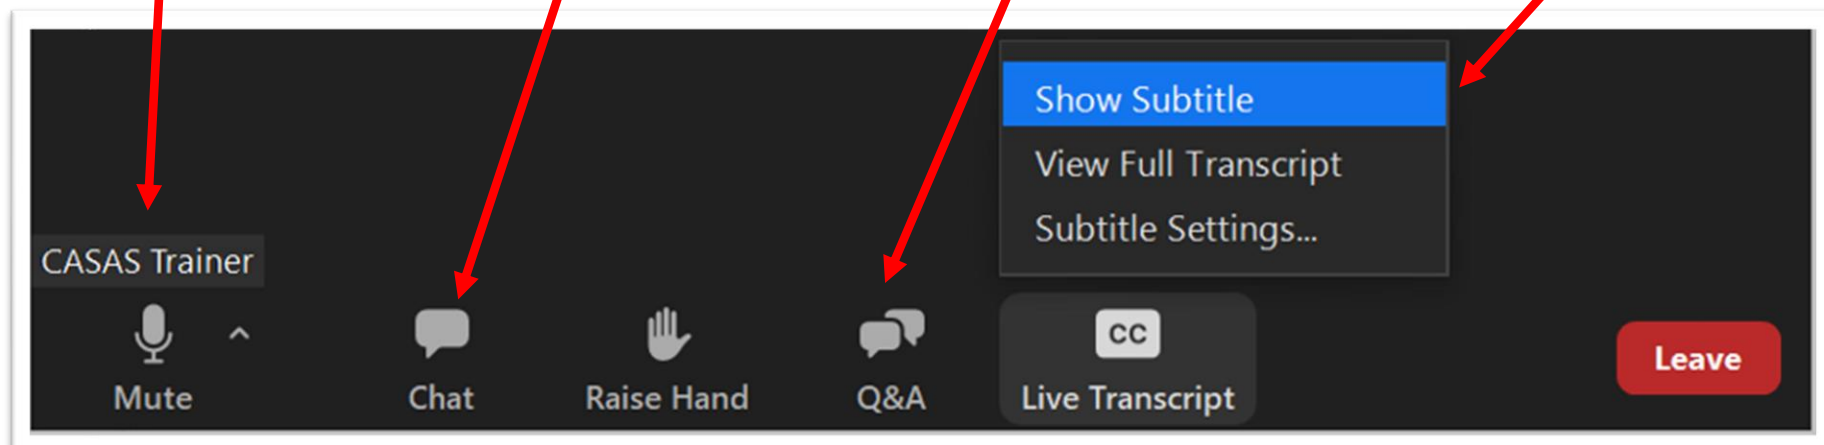 Show Subtitle
View Full Transcript
Subtitle Settings...
CASAS Trainer
CC
Mute
Chat
Raise Hand
Q&A
Live Transcript
Leave